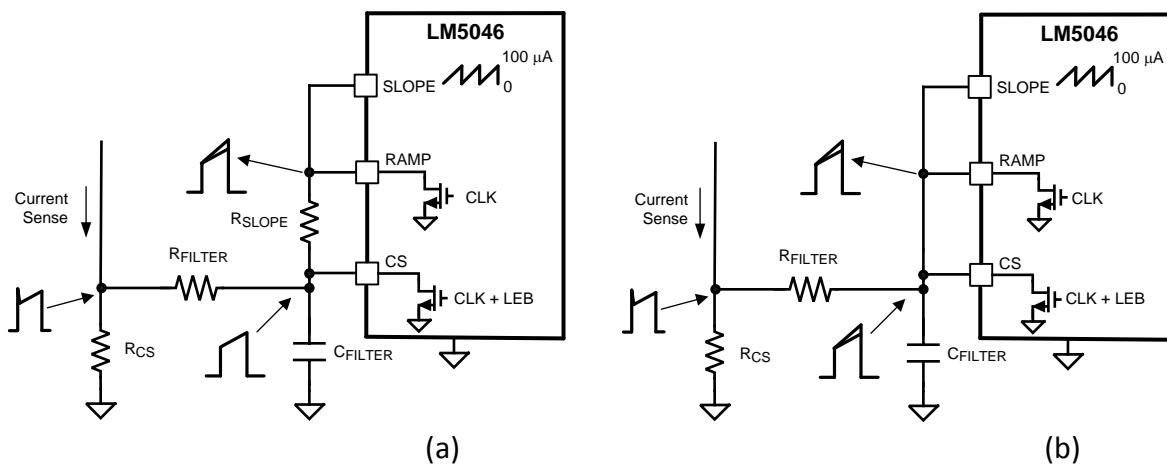 LM5046
100 μA
0
SLOPE
RAMP
CLK
Current
Sense
RSLOPE
RFILTER
CS
CLK + LEB
RCS
CFILTER
(a)
LM5046
100 μA
0
SLOPE
RAMP
CLK
Current
Sense
RFILTER
CS
CLK + LEB
RCS
CFILTER
(b)